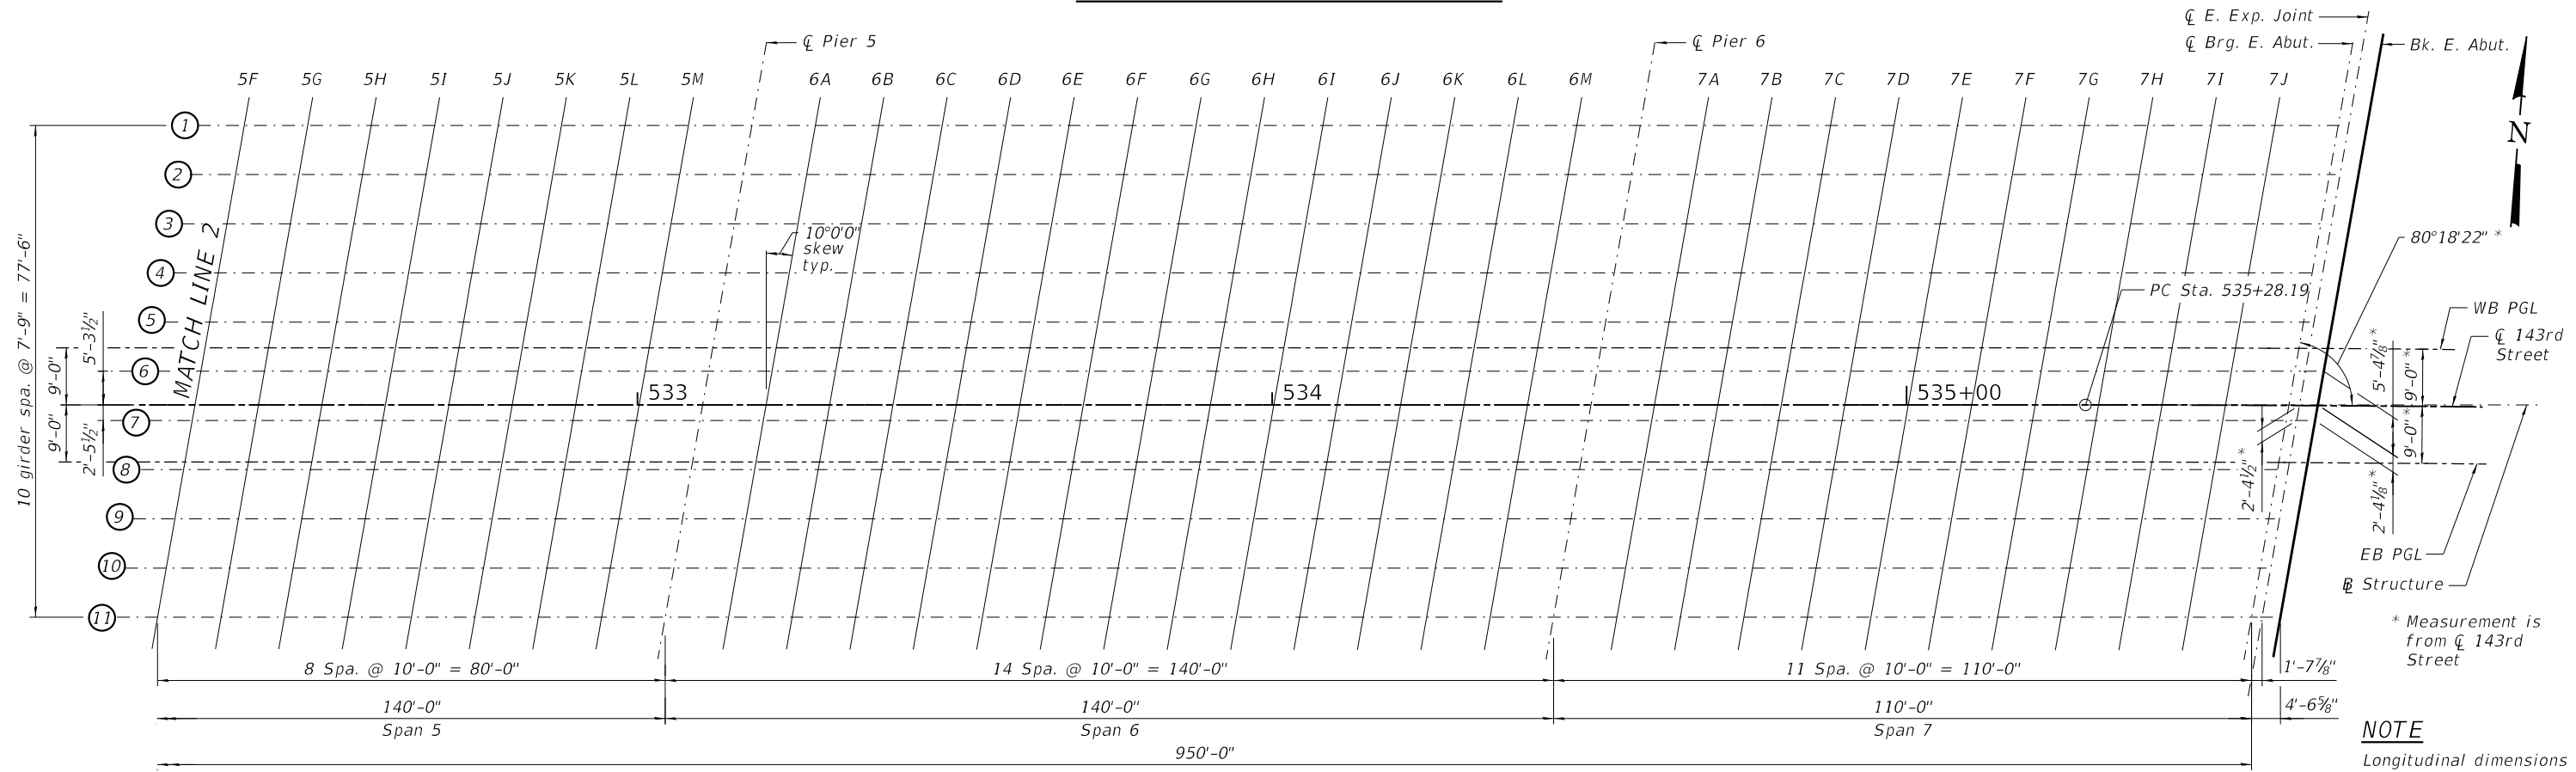 ℄ E. Exp. Joint
℄ Pier 5
℄ Pier 6
℄ Brg. E. Abut.
Bk. E. Abut.
5F 5G 5H 5I 5J 5K 5L 5M 6A 6B 6C 6D 6E 6F 6G 6H 6I 6J 6K 6L 6M 7A 7B 7C 7D 7E 7F 7G 7H 7I 7J
1
2
3
4
5
6
7
8
9
10
11
N
MATCH LINE 2
10 girder spa. @ 7'-9" = 77'-6"
9'-0"
9'-0"
5'-3½"
2'-5½"
10°0'0"
skew
typ.
533
534
535+00
PC Sta. 535+28.19
80°18'22" *
WB PGL
℄ 143rd
Street
5'-4⅞" *
9'-0" *
9'-0" *
2'-4½" *
2'-4⅛" *
EB PGL
B̵L Structure
* Measurement is
from ℄ 143rd
Street
8 Spa. @ 10'-0" = 80'-0"
14 Spa. @ 10'-0" = 140'-0"
11 Spa. @ 10'-0" = 110'-0"
1'-7⅞"
140'-0"
140'-0"
110'-0"
4'-6⅝"
Span 5
Span 6
Span 7
950'-0"
NOTE
Longitudinal dimensions